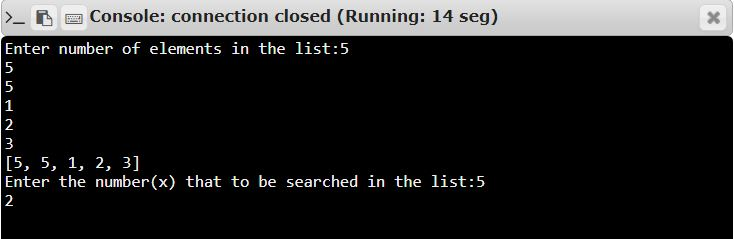 >_ Console: connection closed (Running: 14 seg)
Enter number of elements in the list:5
5
5
1
2
3
[5, 5, 1, 2, 3]
Enter the number(x) that to be searched in the list:5
2